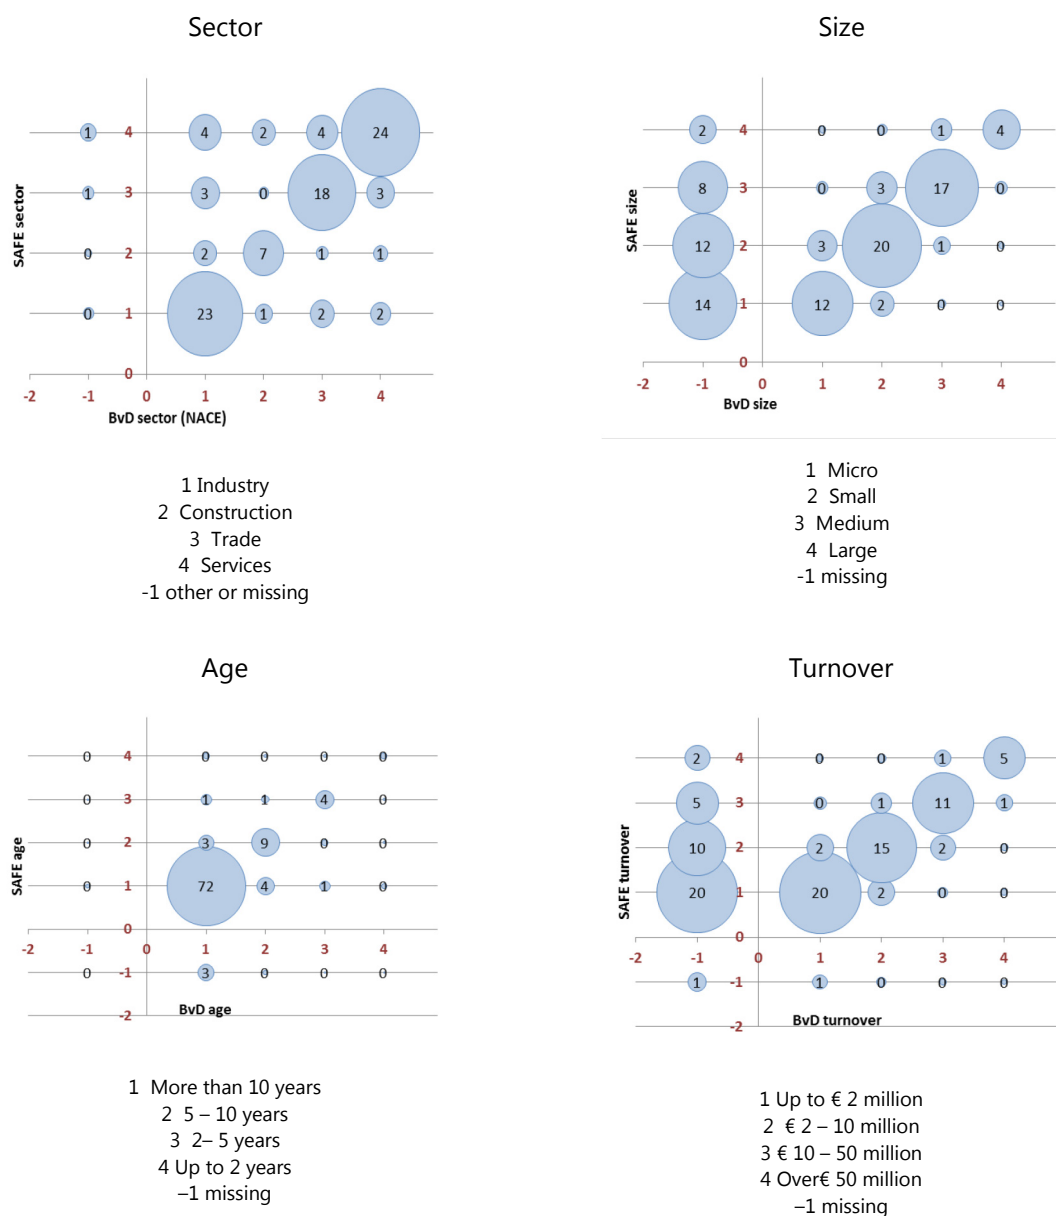 Sector
SAFE sector
4 1 4 2 4 24
3 1 3 0 18 3
2 0 2 7 1 1
1 0 23 1 2 2
0
-2 -1 0 1 2 3 4
BvD sector (NACE)
1 Industry
2 Construction
3 Trade
4 Services
-1 other or missing
Size
SAFE size
2 4 0 0 1 4
8 3 0 3 17 0
12 2 3 20 1 0
14 1 12 2 0 0
0
-2 -1 0 1 2 3 4
BvD size
1 Micro
2 Small
3 Medium
4 Large
-1 missing
Age
SAFE age
0 4 0 0 0 0
0 3 1 1 4 0
0 2 3 9 0 0
0 1 72 4 1 0
0
-2 -1 0 1 2 3 4
0 -1 3 0 0 0
BvD age
-2
1 More than 10 years
2 5 – 10 years
3 2– 5 years
4 Up to 2 years
–1 missing
Turnover
SAFE turnover
2 4 0 0 1 5
5 3 0 1 11 1
10 2 2 15 2 0
20 1 20 2 0 0
0
-2 -1 0 1 2 3 4
1 -1 1 0 0 0
BvD turnover
-2
1 Up to € 2 million
2 € 2 – 10 million
3 € 10 – 50 million
4 Over€ 50 million
–1 missing